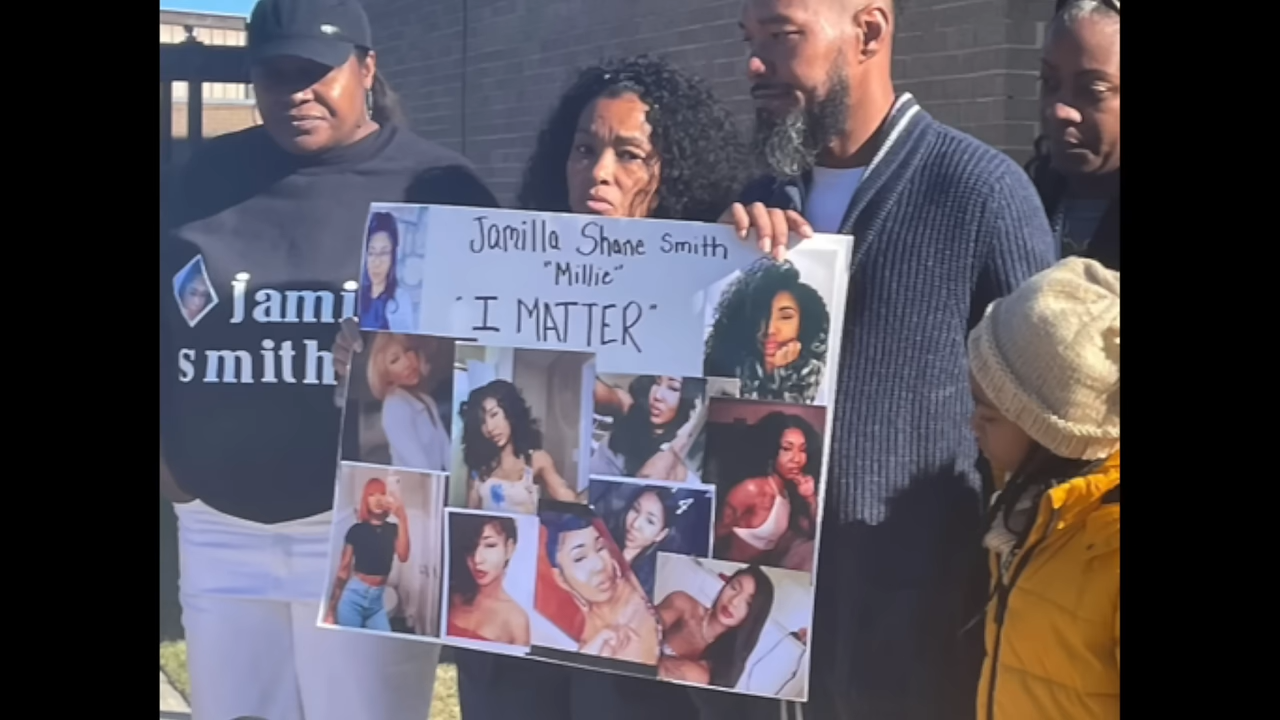 Jamilla Shane Smith
"Millie"
"I MATTER"
jami
smith